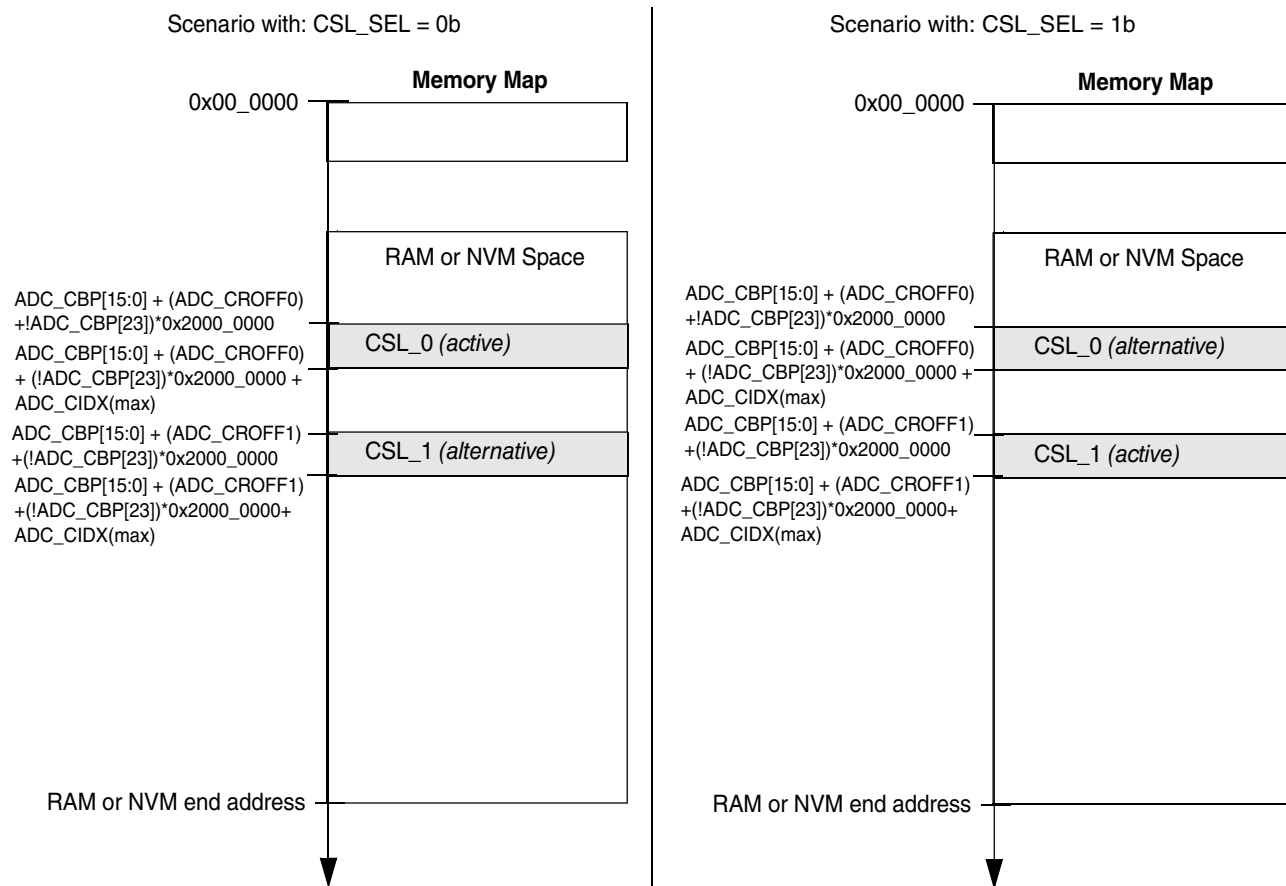 Scenario with: CSL_SEL = 0b
Memory Map
0x00_0000
RAM or NVM Space
ADC_CBP[15:0] + (ADC_CROFF0)
+!ADC_CBP[23])*0x2000_0000
CSL_0 (active)
ADC_CBP[15:0] + (ADC_CROFF0)
+ (!ADC_CBP[23])*0x2000_0000 +
ADC_CIDX(max)
ADC_CBP[15:0] + (ADC_CROFF1)
+(!ADC_CBP[23])*0x2000_0000
CSL_1 (alternative)
ADC_CBP[15:0] + (ADC_CROFF1)
+(!ADC_CBP[23])*0x2000_0000+
ADC_CIDX(max)
RAM or NVM end address
Scenario with: CSL_SEL = 1b
Memory Map
0x00_0000
RAM or NVM Space
ADC_CBP[15:0] + (ADC_CROFF0)
+!ADC_CBP[23])*0x2000_0000
CSL_0 (alternative)
ADC_CBP[15:0] + (ADC_CROFF0)
+ (!ADC_CBP[23])*0x2000_0000 +
ADC_CIDX(max)
ADC_CBP[15:0] + (ADC_CROFF1)
+(!ADC_CBP[23])*0x2000_0000
CSL_1 (active)
ADC_CBP[15:0] + (ADC_CROFF1)
+(!ADC_CBP[23])*0x2000_0000+
ADC_CIDX(max)
RAM or NVM end address